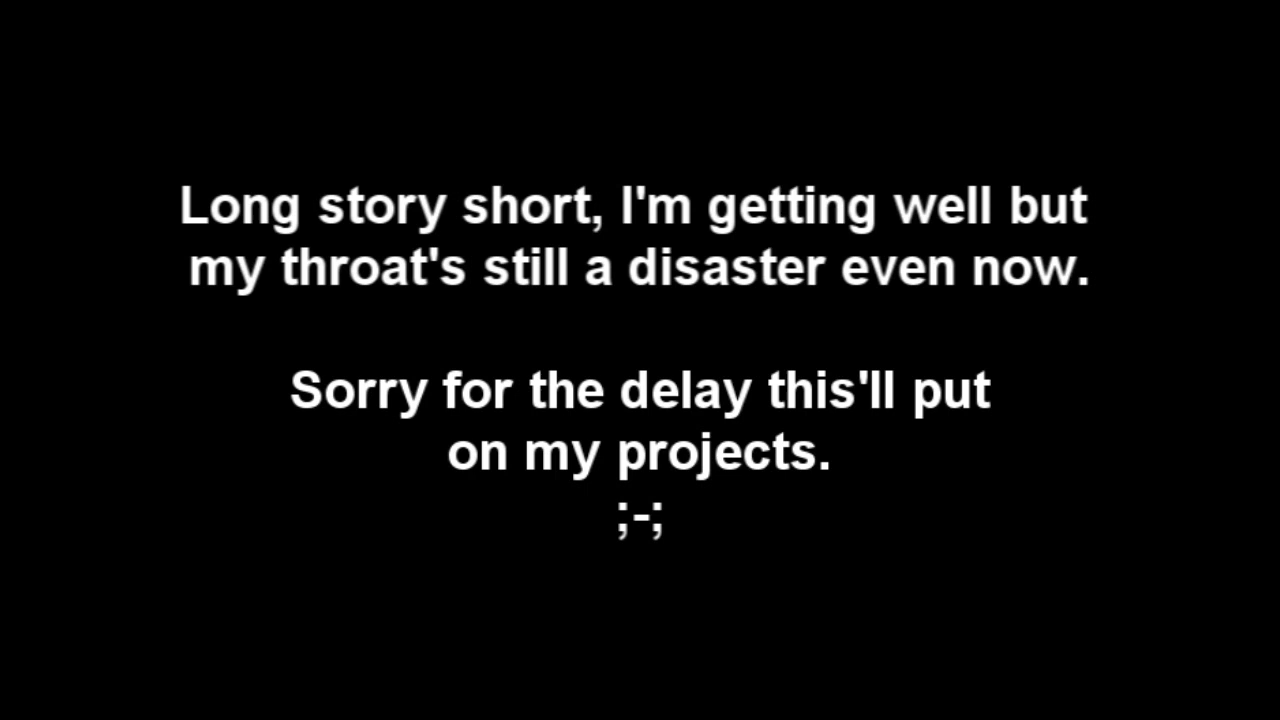 Long story short, I'm getting well but
my throat's still a disaster even now.
Sorry for the delay this'll put
on my projects.
;-;